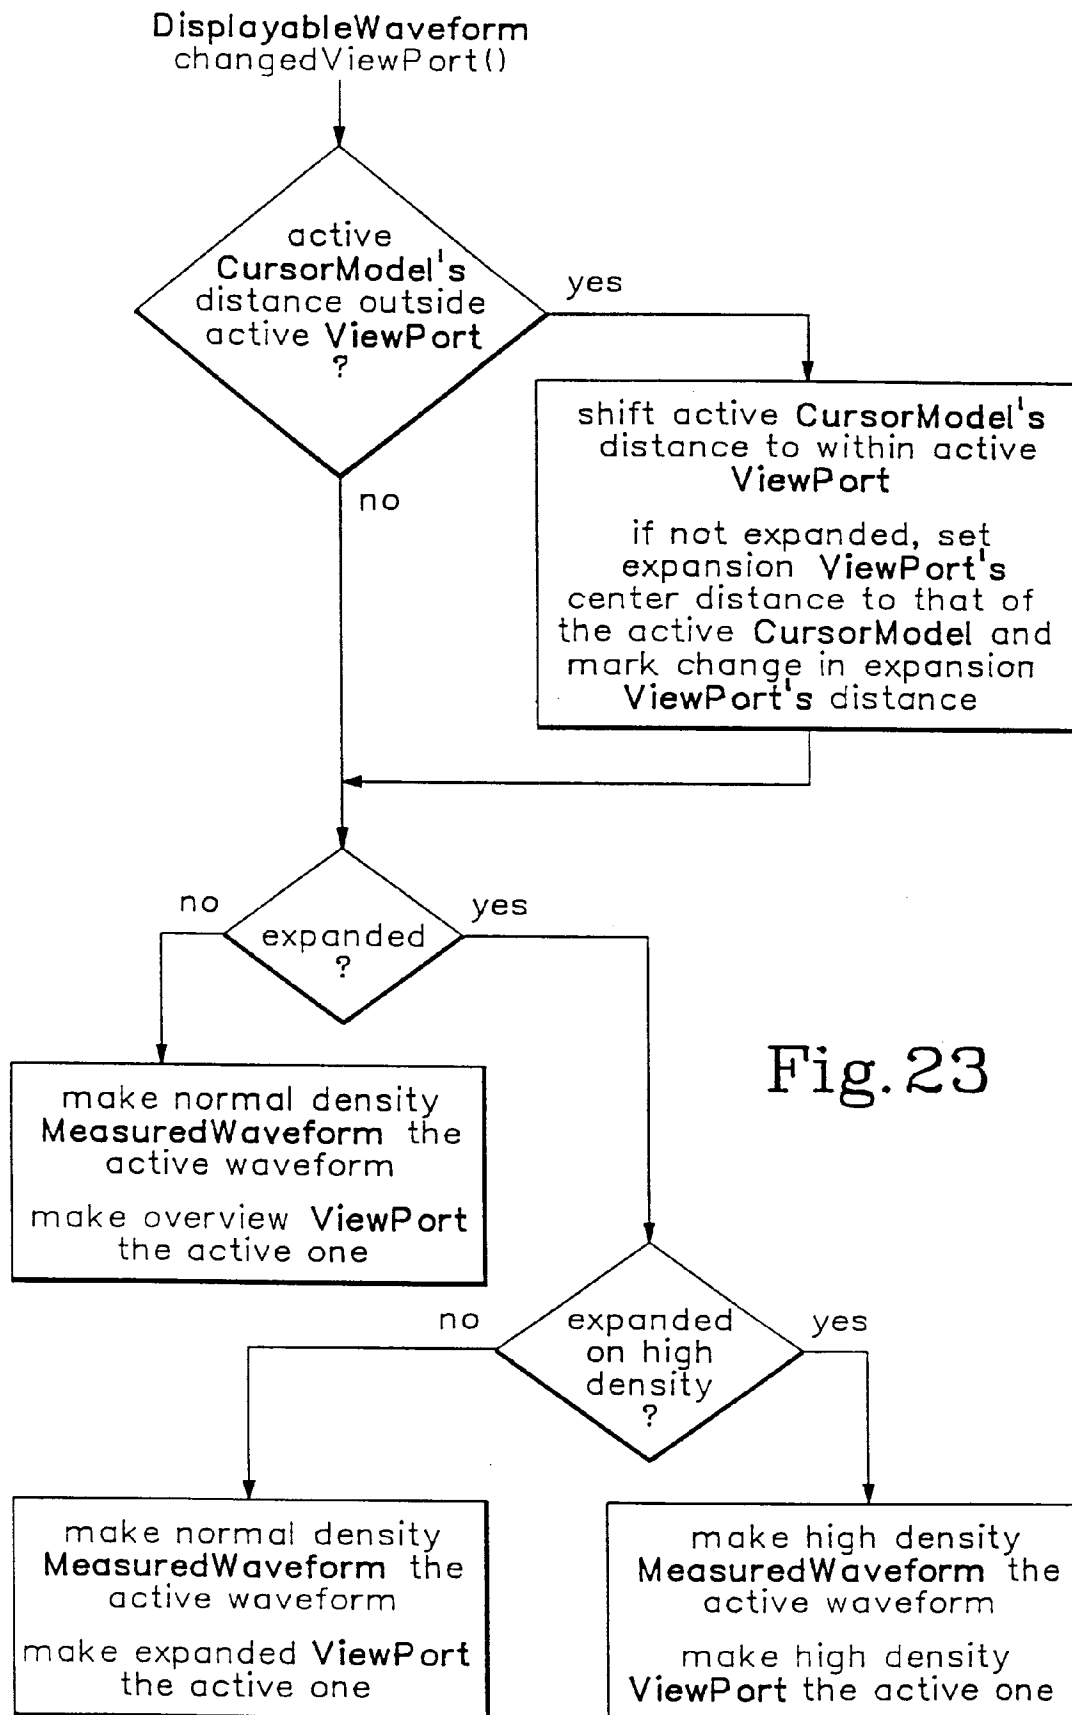 DisplayableWaveform
changedViewPort()
active
CursorModel's
distance outside
active ViewPort
?
yes
no
shift active CursorModel's
distance to within active
ViewPort
if not expanded, set
expansion ViewPort's
center distance to that of
the active CursorModel and
mark change in expansion
ViewPort's distance
no
yes
expanded
?
make normal density
MeasuredWaveform the
active waveform
make overview ViewPort
the active one
Fig.23
no
yes
expanded
on high
density
?
make normal density
MeasuredWaveform the
active waveform
make expanded ViewPort
the active one
make high density
MeasuredWaveform the
active waveform
make high density
ViewPort the active one